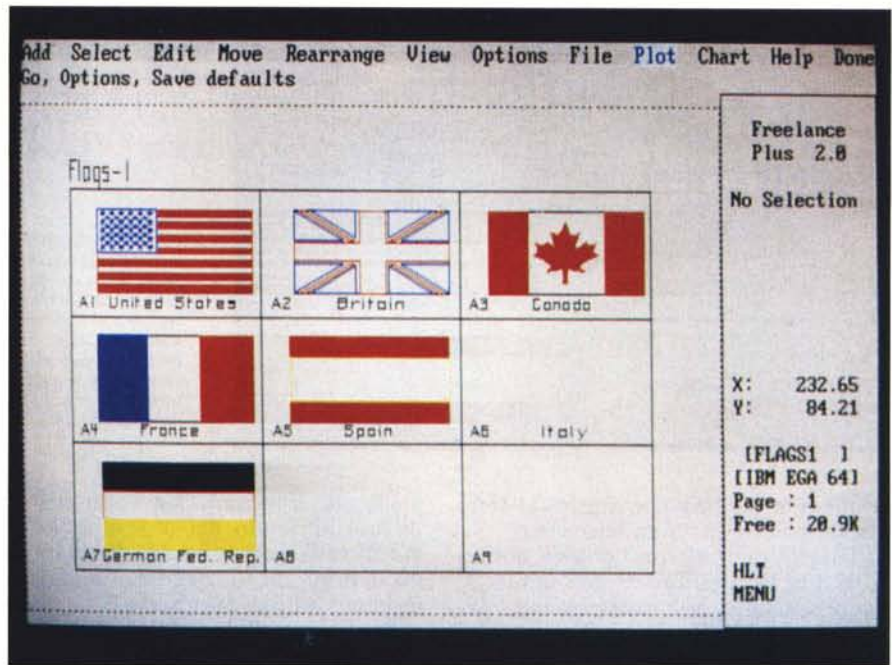 Add Select Edit Move Rearrange View Options File Plot Chart Help Done
Go, Options, Save defaults
Freelance
Plus 2.0
No Selection
Flags-1
A1 United States
A2 Britain
A3 Canada
A4 France
A5 Spain
A6 Italy
A7 German Fed. Rep.
A8
A9
X: 232.65
Y: 84.21
[FLAGS1 ]
[IBM EGA 64]
Page : 1
Free : 20.9K
HLT
MENU